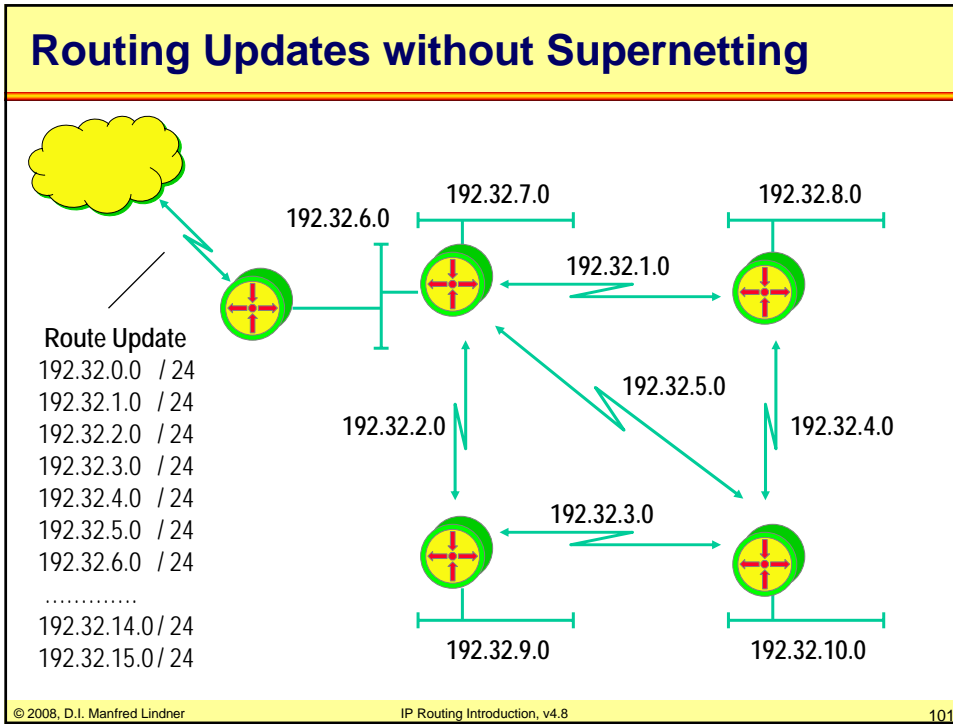 Routing Updates without Supernetting
192.32.7.0
192.32.8.0
192.32.6.0
192.32.1.0
Route Update
192.32.0.0 / 24
192.32.1.0 / 24
192.32.2.0 / 24
192.32.3.0 / 24
192.32.4.0 / 24
192.32.5.0 / 24
192.32.6.0 / 24
.............
192.32.14.0 / 24
192.32.15.0 / 24
192.32.5.0
192.32.2.0
192.32.4.0
192.32.3.0
192.32.9.0
192.32.10.0
© 2008, D.I. Manfred Lindner
IP Routing Introduction, v4.8
101